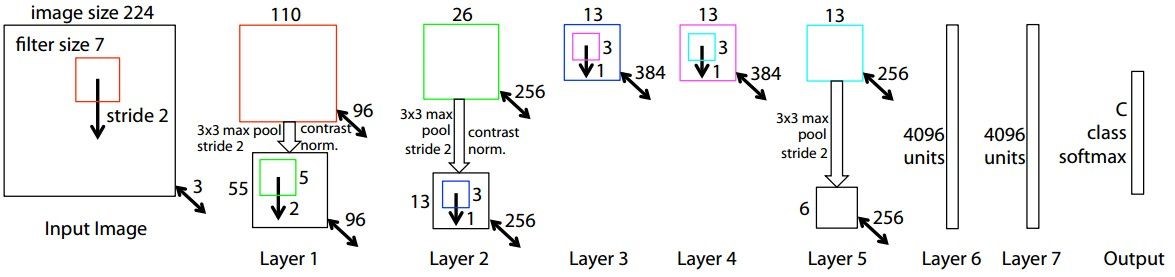 image size 224
filter size 7
stride 2
3
Input Image
110
96
3x3 max pool
stride 2
contrast
norm.
55
5
2
96
Layer 1
26
256
3x3 max
pool
stride 2
contrast
norm.
13
3
1
256
Layer 2
13
3
1
384
Layer 3
13
3
1
384
Layer 4
13
256
3x3 max
pool
stride 2
6
256
Layer 5
4096
units
Layer 6
4096
units
Layer 7
C
class
softmax
Output